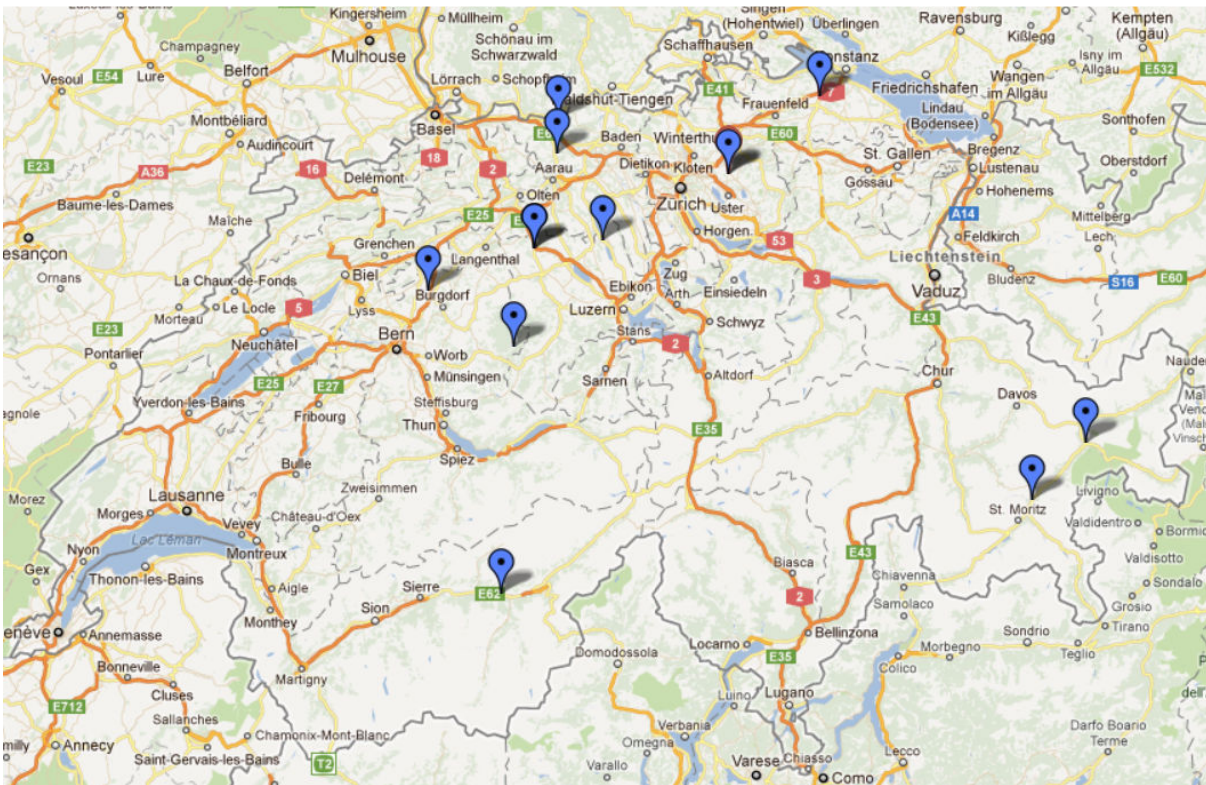 Kingersheim
Müllheim
Singen
(Hohentwiel)
Überlingen
Ravensburg
Kißlegg
Kempten
(Allgäu)
Champagney
Mulhouse
Schönau im
Schwarzwald
Schaffhausen
Isny im
Allgäu
Vesoul
E54
Lure
Belfort
Lörrach
E41
7
Friedrichshafen
Wangen
im Allgäu
E532
Montbéliard
Basel
Frauenfeld
Lindau
(Bodensee)
Sonthofen
Audincourt
Baden
E60
Bregenz
E23
A36
16
18
2
Aarau
Dietikon
Kloten
St. Gallen
Lustenau
Oberstdorf
Delémont
Olten
Zürich
Gossau
Hohenems
Baume-les-Dames
Uster
Maîche
E25
Horgen
53
A14
Mittelberg
Grenchen
Feldkirch
Lech
Ornans
La Chaux-de-Fonds
Biel
Langenthal
Zug
Liechtenstein
Bludenz
E60
Le Locle
Burgdorf
Ebikon
Arth
Einsiedeln
3
Vaduz
S16
Morteau
5
Lyss
Luzern
E43
E23
Neuchâtel
Bern
Stans
Schwyz
Pontarlier
Worb
2
E25
E27
Münsingen
Sarnen
Altdorf
Chur
Yverdon-les-Bains
Fribourg
Steffisburg
Davos
Thun
E35
Bulle
Spiez
Morez
Lausanne
Zweisimmen
Livigno
Morges
Vevey
Château-d'Oex
St. Moritz
Valdidentro
Nyon
Lac Léman
Montreux
E43
Valdisotto
Gex
Thonon-les-Bains
Aigle
Sierre
E62
Biasca
Chiavenna
Sondalo
Monthey
Sion
2
Samolaco
Grosio
Annemasse
Bellinzona
Tirano
Bonneville
Locarno
Morbegno
Sondrio
Teglio
Martigny
Domodossola
E35
Colico
Cluses
Lugano
E712
Sallanches
Luino
Annecy
Chamonix-Mont-Blanc
Verbania
Darfo Boario
Terme
Saint-Gervais-les-Bains
T2
Omegna
Lecco
Varallo
Varese
Chiasso
Como